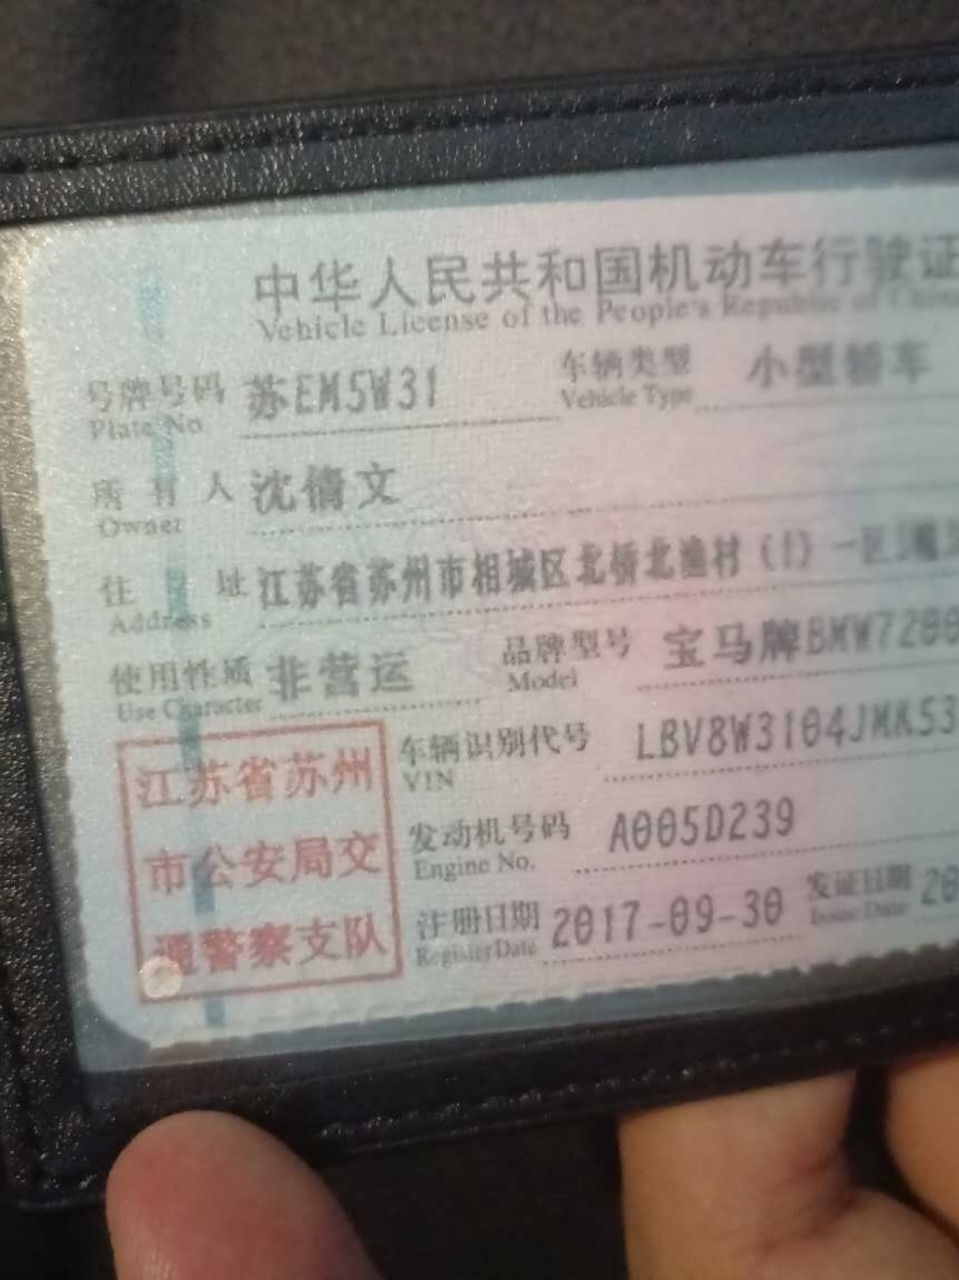 中华人民共和国机动车行驶证
Vehicle License of the People's Republic of China
号牌号码 苏EM5W31 车辆类型 小型轿车
Plate No. Vehicle Type
所有人 沈倩文
Owner
住址 江苏省苏州市相城区北桥北渔村(1)一区
Address
使用性质 非营运 品牌型号 宝马牌BMW7200
Use Character Model
江苏省苏州 车辆识别代号 LBV8W3104JMK53
VIN
市公安局交 发动机号码 A005D239
Engine No.
通警察支队 注册日期 2017-09-30 发证日期 20
Register Date Issue Date